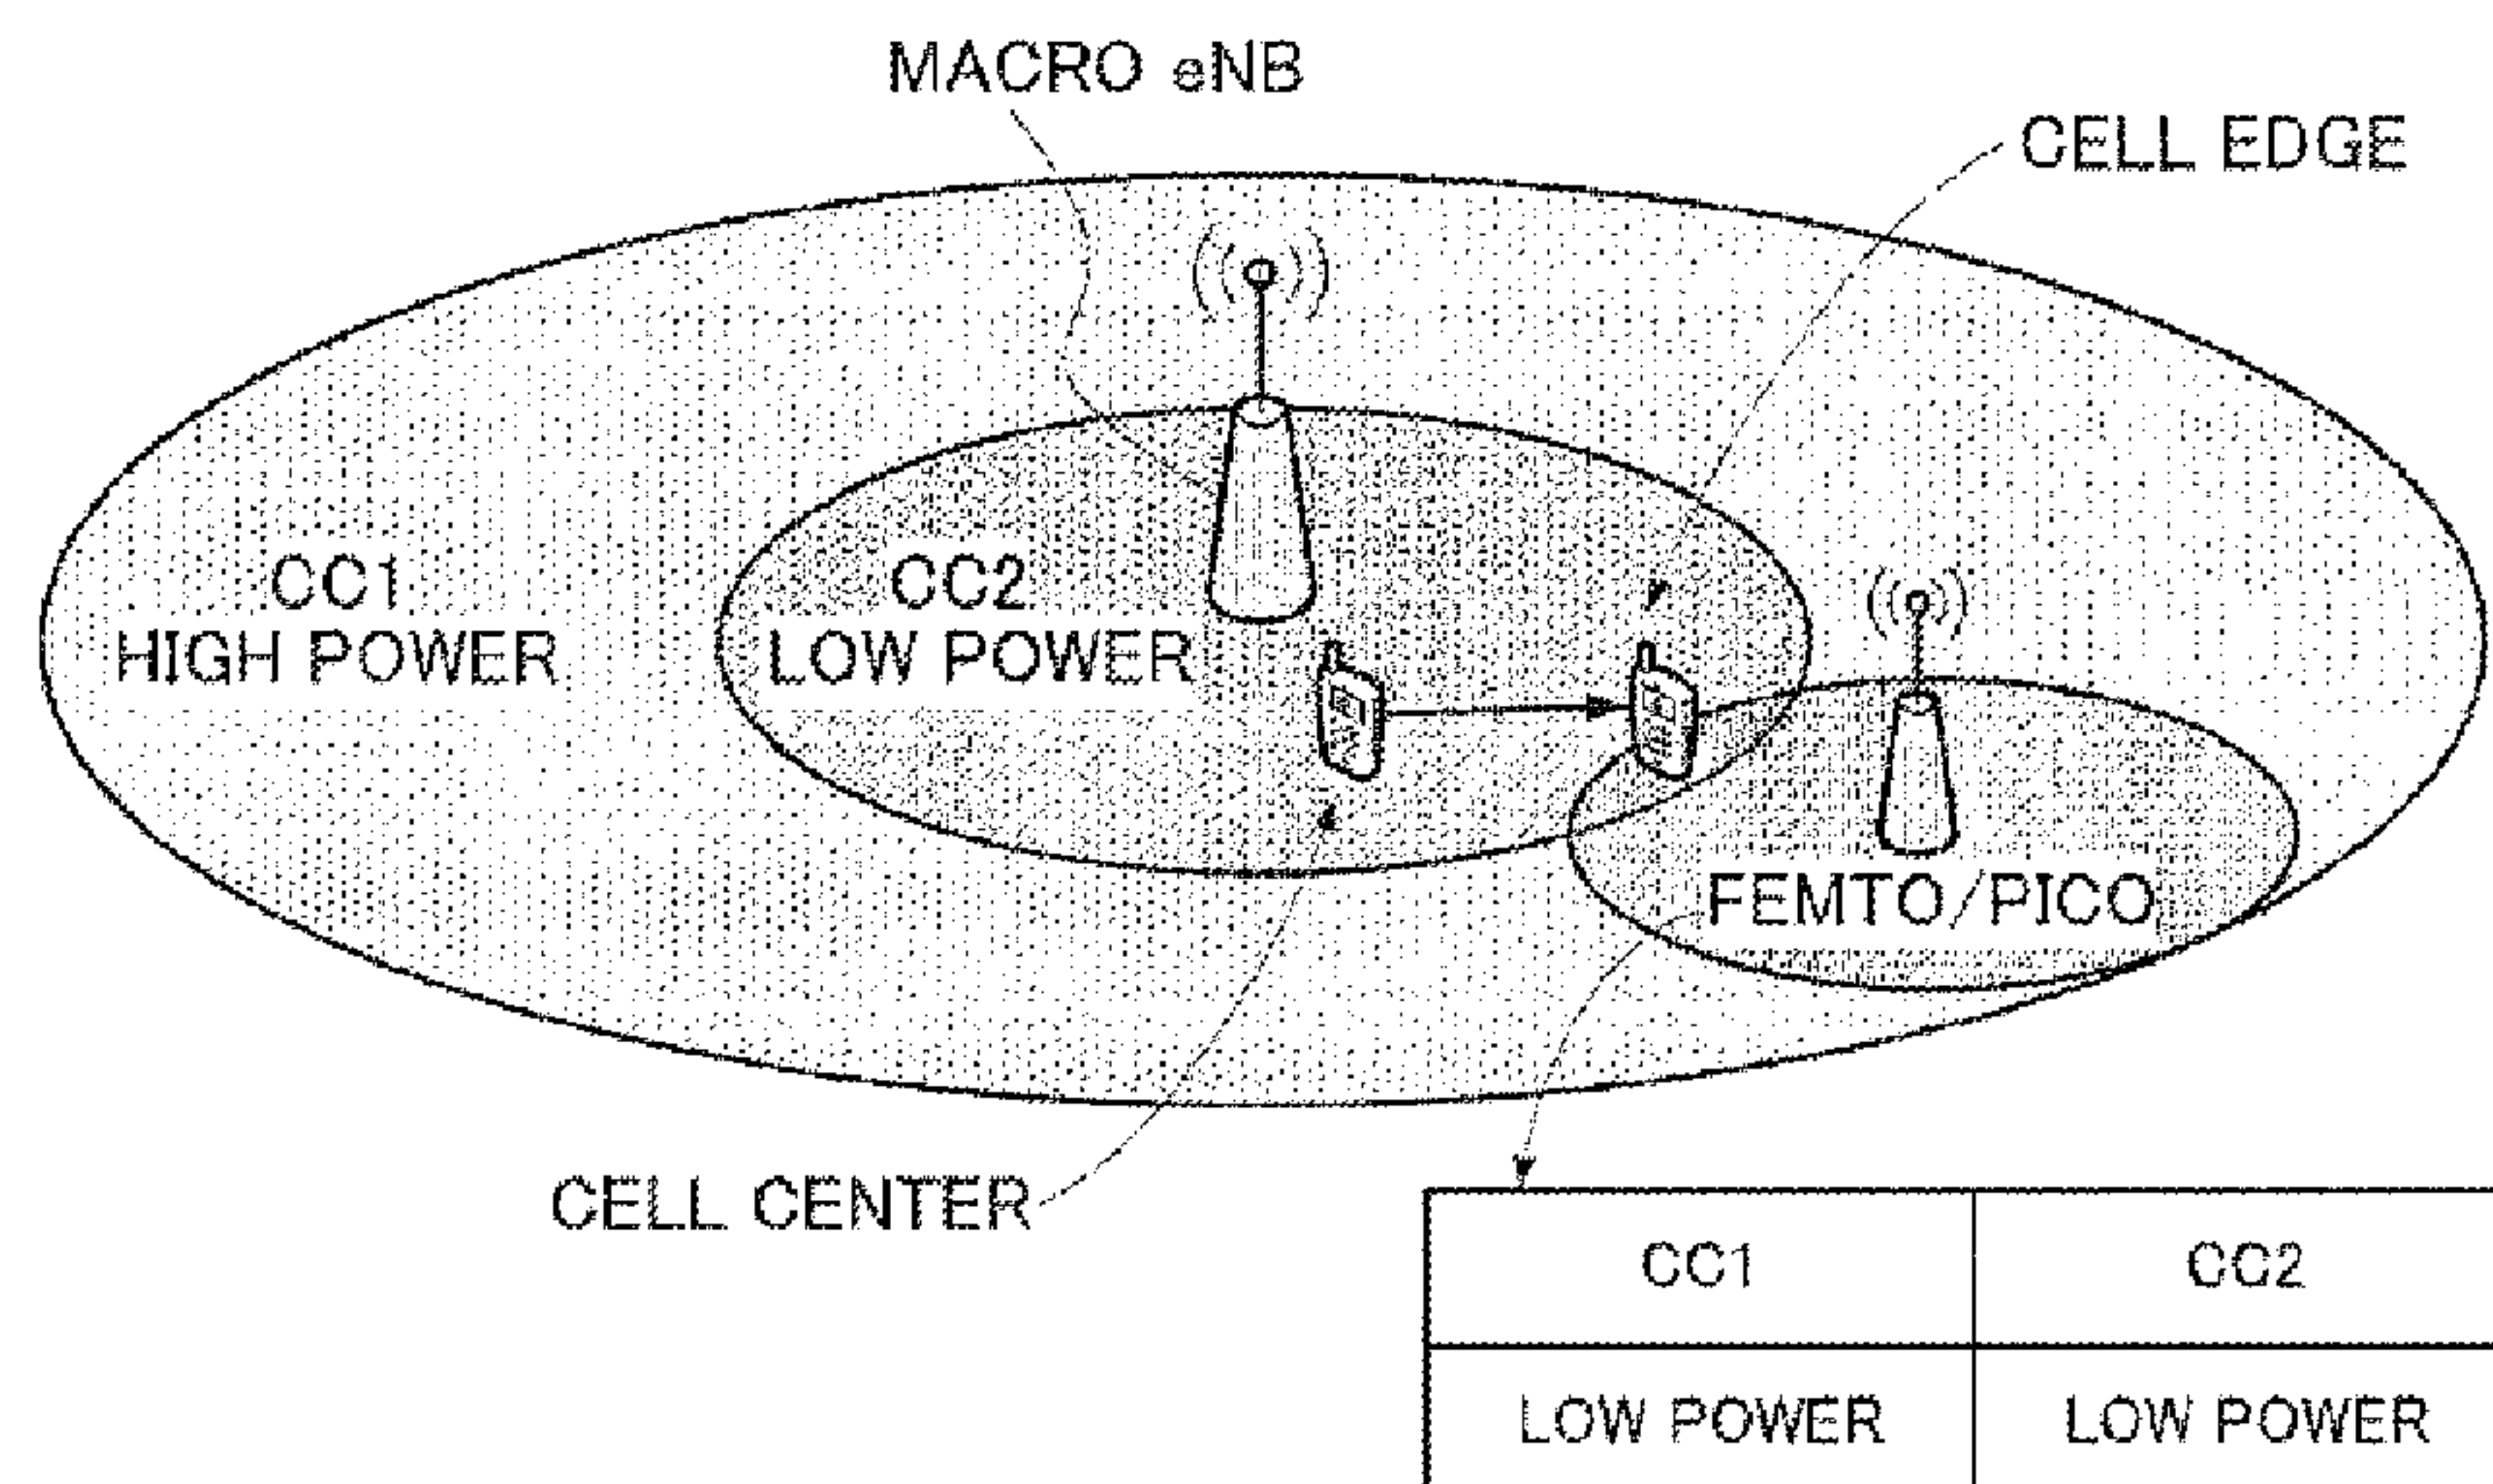 MACRO eNB
CELL EDGE
CC1
HIGH POWER
CC2
LOW POWER
FEMTO/PICO
CELL CENTER
CC1 CC2
LOW POWER LOW POWER